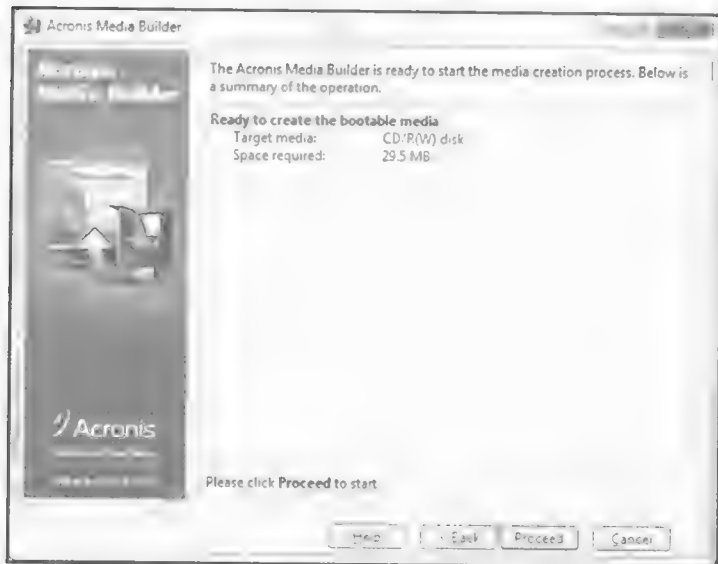 Acronis Media Builder
The Acronis Media Builder is ready to start the media creation process. Below is
a summary of the operation.
Ready to create the bootable media
Target media: CD-R(W) disk
Space required: 29.5 MB
Acronis
Please click Proceed to start
Help
< Back
Proceed
Cancel